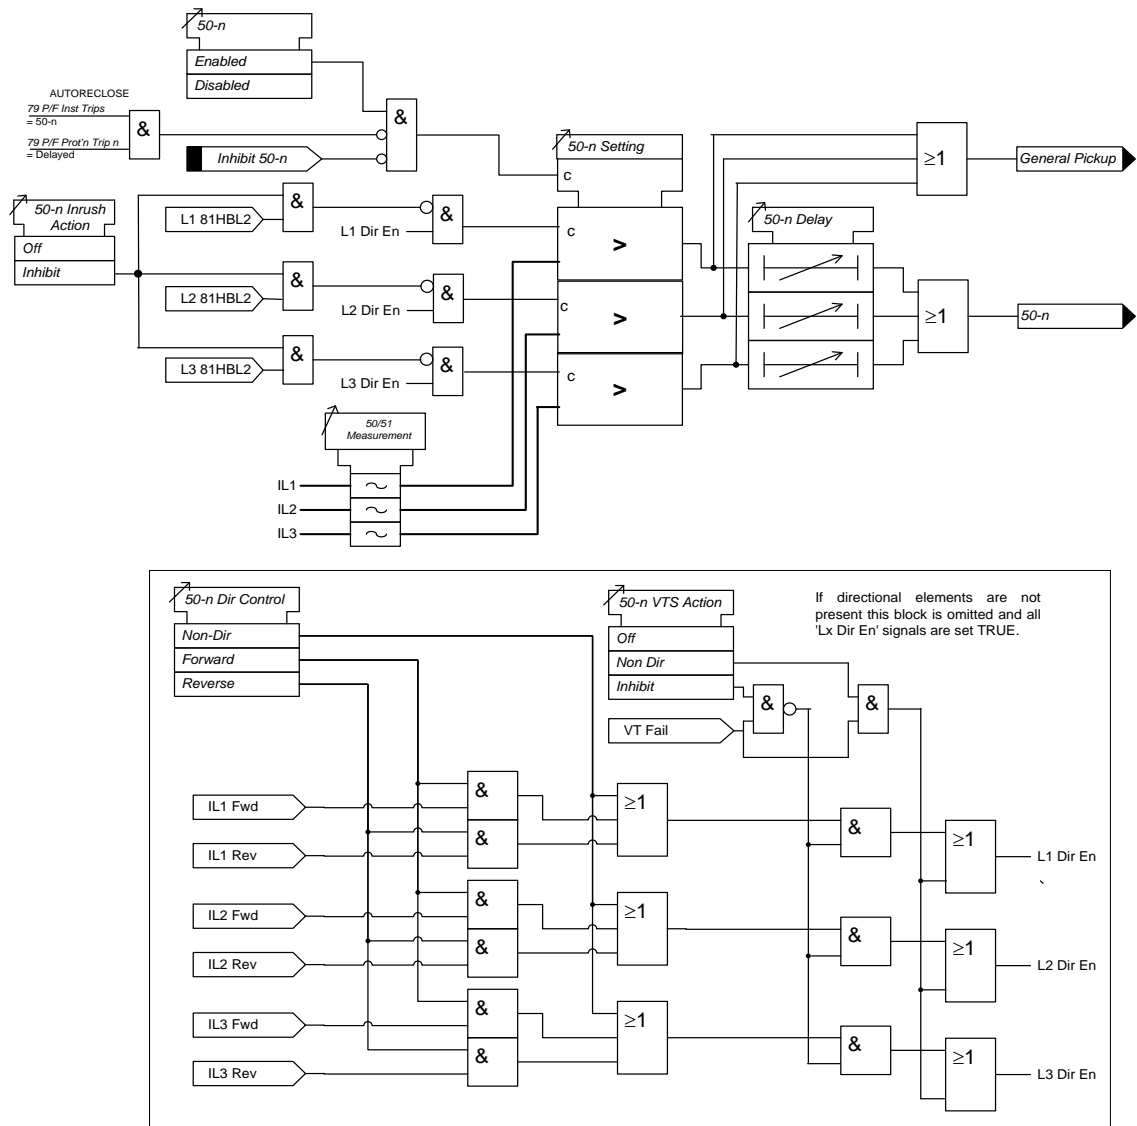 50-n
Enabled
Disabled
AUTORECLOSE
79 P/F Inst Trips
= 50-n
79 P/F Prot'n Trip n
= Delayed
&
&
Inhibit 50-n
50-n Setting
c
≥1
General Pickup
50-n Inrush
Action
Off
Inhibit
L1 81HBL2
&
L1 Dir En
&
c
>
50-n Delay
L2 81HBL2
&
L2 Dir En
&
c
>
≥1
50-n
L3 81HBL2
&
L3 Dir En
&
c
>
50/51
Measurement
IL1
IL2
IL3
50-n Dir Control
Non-Dir
Forward
Reverse
50-n VTS Action
Off
Non Dir
Inhibit
VT Fail
&
&
If directional elements are not
present this block is omitted and all
'Lx Dir En' signals are set TRUE.
IL1 Fwd
IL1 Rev
&
&
≥1
&
≥1
L1 Dir En
IL2 Fwd
IL2 Rev
&
&
≥1
&
≥1
L2 Dir En
IL3 Fwd
IL3 Rev
&
&
≥1
&
≥1
L3 Dir En